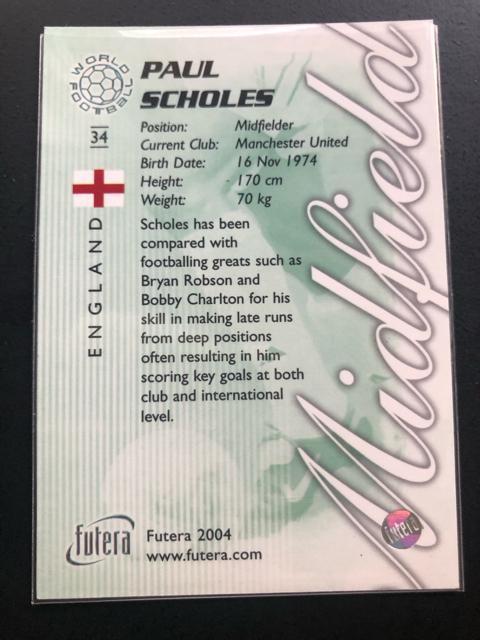 WORLD FOOTBALL
PAUL
SCHOLES
34
Position: Midfielder
Current Club: Manchester United
Birth Date: 16 Nov 1974
Height: 170 cm
Weight: 70 kg
ENGLAND
Scholes has been
compared with
footballing greats such as
Bryan Robson and
Bobby Charlton for his
skill in making late runs
from deep positions
often resulting in him
scoring key goals at both
club and international
level.
Midfield
futera
Futera 2004
www.futera.com
futera